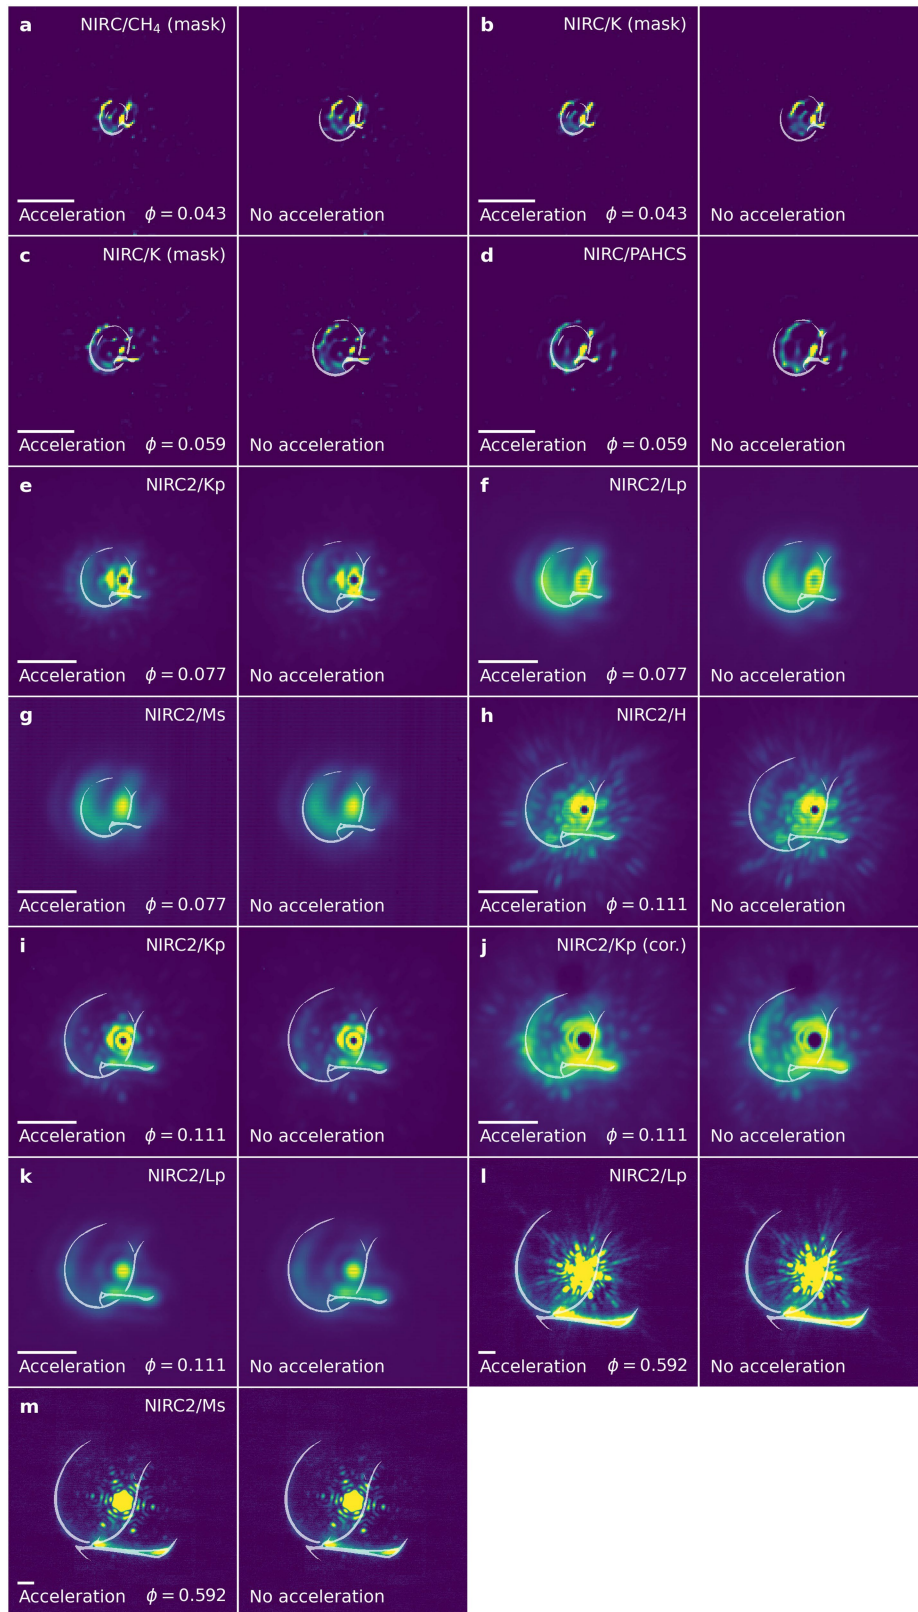 a NIRC/CH₄ (mask) b NIRC/K (mask)
Acceleration ϕ = 0.043 No acceleration Acceleration ϕ = 0.043 No acceleration
c NIRC/K (mask) d NIRC/PAHCS
Acceleration ϕ = 0.059 No acceleration Acceleration ϕ = 0.059 No acceleration
e NIRC2/Kp f NIRC2/Lp
Acceleration ϕ = 0.077 No acceleration Acceleration ϕ = 0.077 No acceleration
g NIRC2/Ms h NIRC2/H
Acceleration ϕ = 0.077 No acceleration Acceleration ϕ = 0.111 No acceleration
i NIRC2/Kp j NIRC2/Kp (cor.)
Acceleration ϕ = 0.111 No acceleration Acceleration ϕ = 0.111 No acceleration
k NIRC2/Lp l NIRC2/Lp
Acceleration ϕ = 0.111 No acceleration Acceleration ϕ = 0.592 No acceleration
m NIRC2/Ms
Acceleration ϕ = 0.592 No acceleration